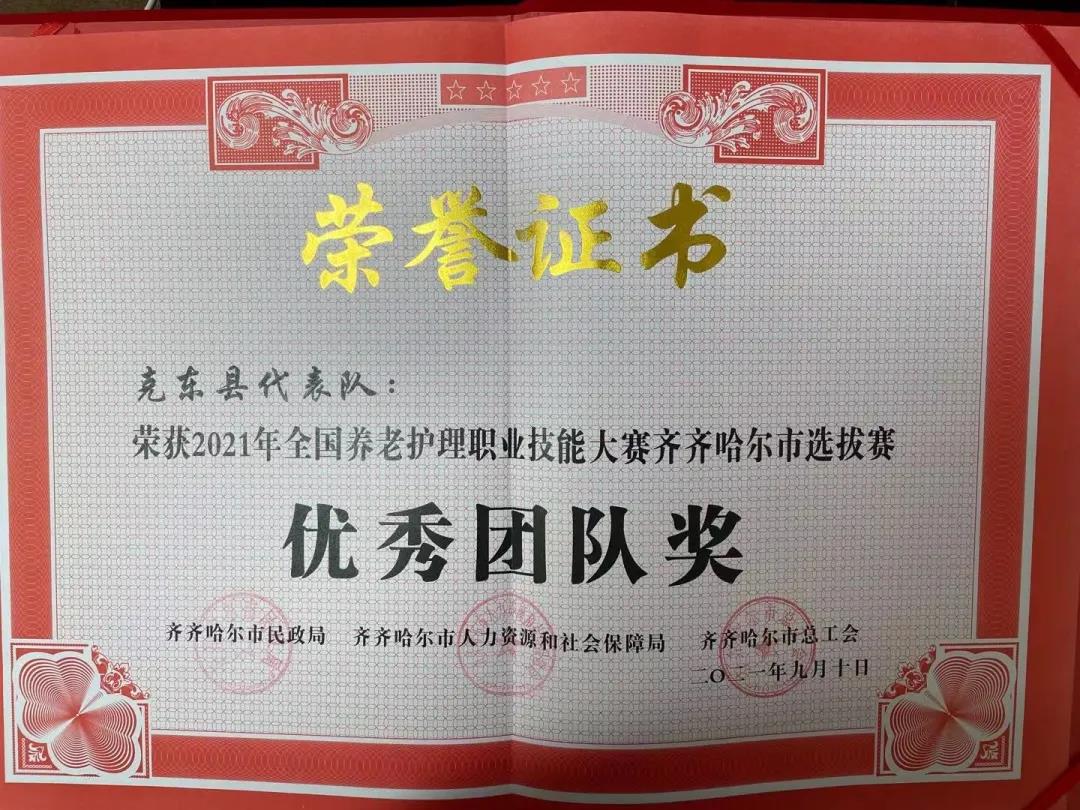 荣誉证书
克东县代表队：
荣获2021年全国养老护理职业技能大赛齐齐哈尔市选拔赛
优秀团队奖
齐齐哈尔市民政局 齐齐哈尔市人力资源和社会保障局 齐齐哈尔市总工会
二〇二一年九月十日